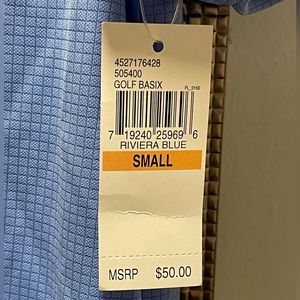 4527176428
505400
GOLF BASIX
FL_0150
7 19240 25969 6
RIVIERA BLUE
SMALL
MSRP $50.00